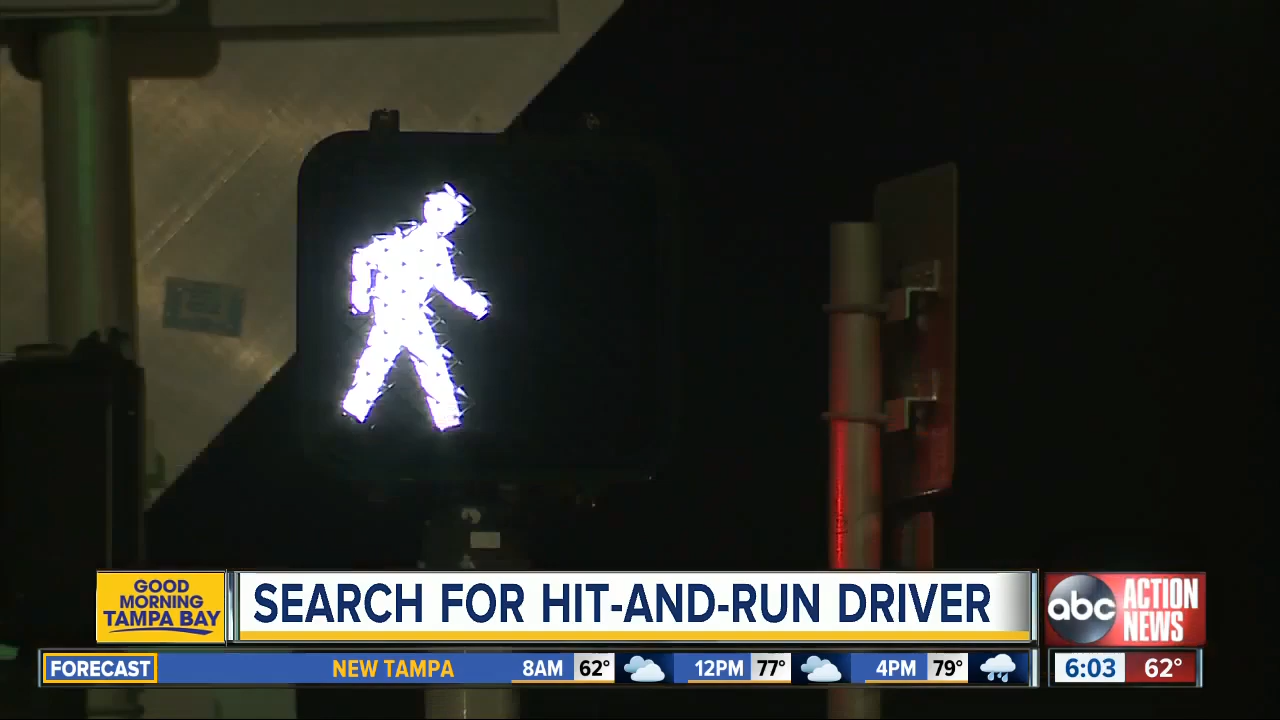 GOOD
MORNING
TAMPA BAY
SEARCH FOR HIT-AND-RUN DRIVER
abc ACTION
NEWS
FORECAST NEW TAMPA 8AM 62° 12PM 77° 4PM 79° 6:03 62°